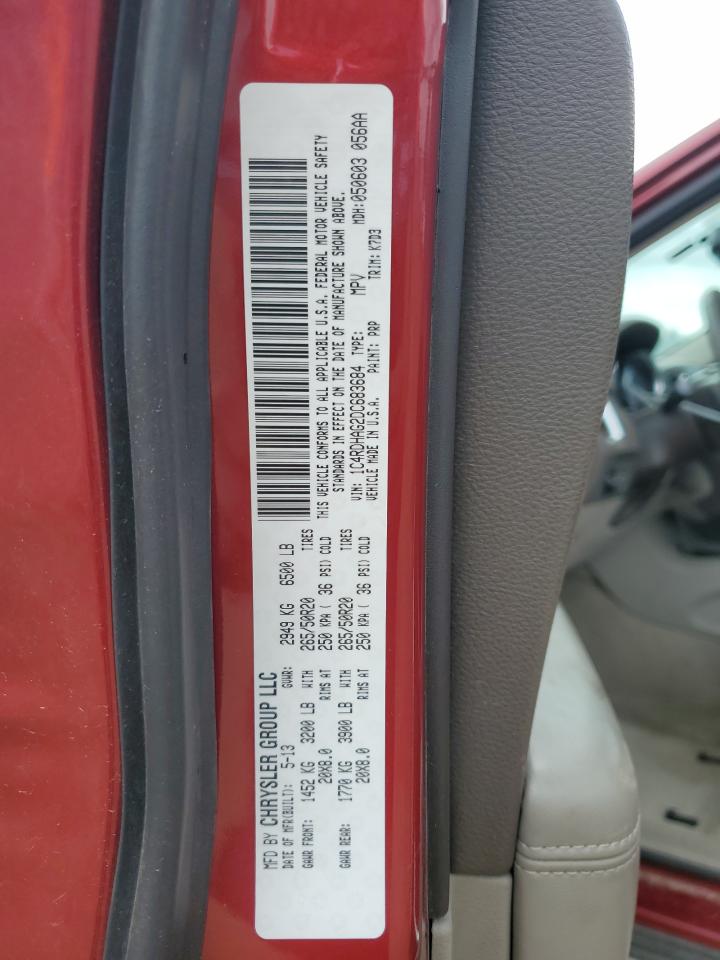 MFD BY CHRYSLER GROUP LLC
DATE OF MFR(BUILT): 5-13 GVWR: 2949 KG 6500 LB
GAWR FRONT: 1452 KG 3200 LB WITH 265/50R20 TIRES
20X8.0 RIMS AT 250 KPA ( 36 PSI) COLD
GAWR REAR: 1770 KG 3900 LB WITH 265/50R20 TIRES
20X8.0 RIMS AT 250 KPA ( 36 PSI) COLD
THIS VEHICLE CONFORMS TO ALL APPLICABLE U.S.A. FEDERAL MOTOR VEHICLE SAFETY
STANDARDS IN EFFECT ON THE DATE OF MANUFACTURE SHOWN ABOVE.
VIN: 1C4RDHAG2DC683684 TYPE: MPV MDH:050603 056AA
VEHICLE MADE IN U.S.A. PAINT: PRP TRIM: K7D3